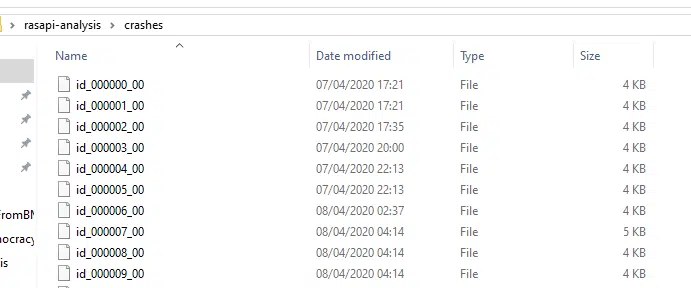 rasapi-analysis > crashes
Name Date modified Type Size
id_000000_00 07/04/2020 17:21 File 4 KB
id_000001_00 07/04/2020 17:21 File 4 KB
id_000002_00 07/04/2020 17:35 File 4 KB
id_000003_00 07/04/2020 20:00 File 4 KB
id_000004_00 07/04/2020 22:13 File 4 KB
id_000005_00 07/04/2020 22:13 File 4 KB
id_000006_00 08/04/2020 02:37 File 4 KB
FromBM
id_000007_00 08/04/2020 04:14 File 5 KB
nocracy
id_000008_00 08/04/2020 04:14 File 4 KB
is
id_000009_00 08/04/2020 04:14 File 4 KB